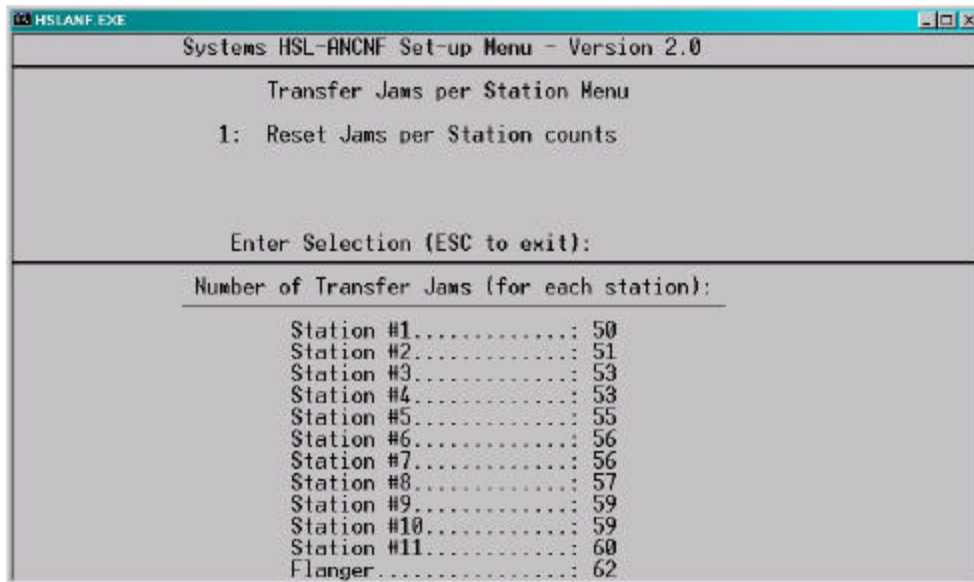 HSLANF.EXE
Systems HSL-ANCNF Set-up Menu - Version 2.0
Transfer Jams per Station Menu
1: Reset Jams per Station counts
Enter Selection (ESC to exit):
Number of Transfer Jams (for each station):
Station #1.............: 50
Station #2.............: 51
Station #3.............: 53
Station #4.............: 53
Station #5.............: 55
Station #6.............: 56
Station #7.............: 56
Station #8.............: 57
Station #9.............: 59
Station #10............: 59
Station #11............: 60
Flanger................: 62